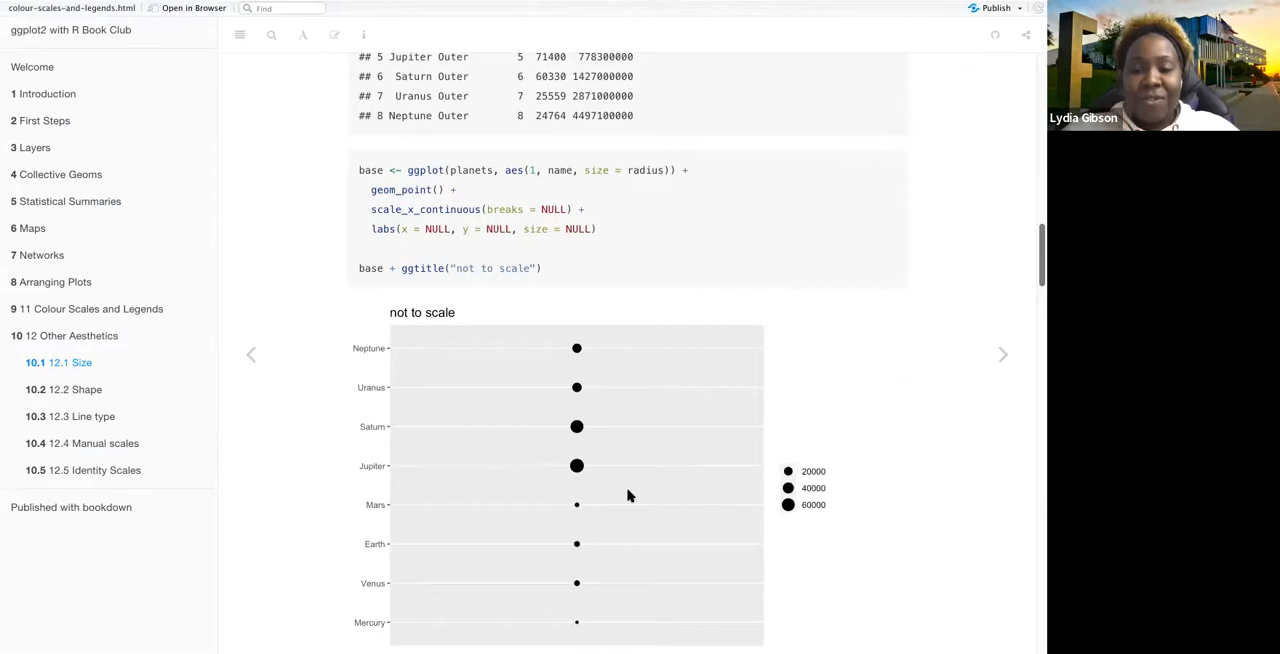 colour-scales-and-legends.html
Open in Browser
Find
Publish
ggplot2 with R Book Club
Welcome
1 Introduction
2 First Steps
3 Layers
4 Collective Geoms
5 Statistical Summaries
6 Maps
7 Networks
8 Arranging Plots
9 11 Colour Scales and Legends
10 12 Other Aesthetics
10.1 12.1 Size
10.2 12.2 Shape
10.3 12.3 Line type
10.4 12.4 Manual scales
10.5 12.5 Identity Scales
Published with bookdown
## 5 Jupiter Outer 5 71400 778300000
## 6 Saturn Outer 6 60330 1427000000
## 7 Uranus Outer 7 25559 2871000000
## 8 Neptune Outer 8 24764 4497100000
base <- ggplot(planets, aes(1, name, size = radius)) +
geom_point() +
scale_x_continuous(breaks = NULL) +
labs(x = NULL, y = NULL, size = NULL)
base + ggtitle("not to scale")
not to scale
Neptune
Uranus
Saturn
Jupiter
Mars
Earth
Venus
Mercury
20000
40000
60000
Lydia Gibson